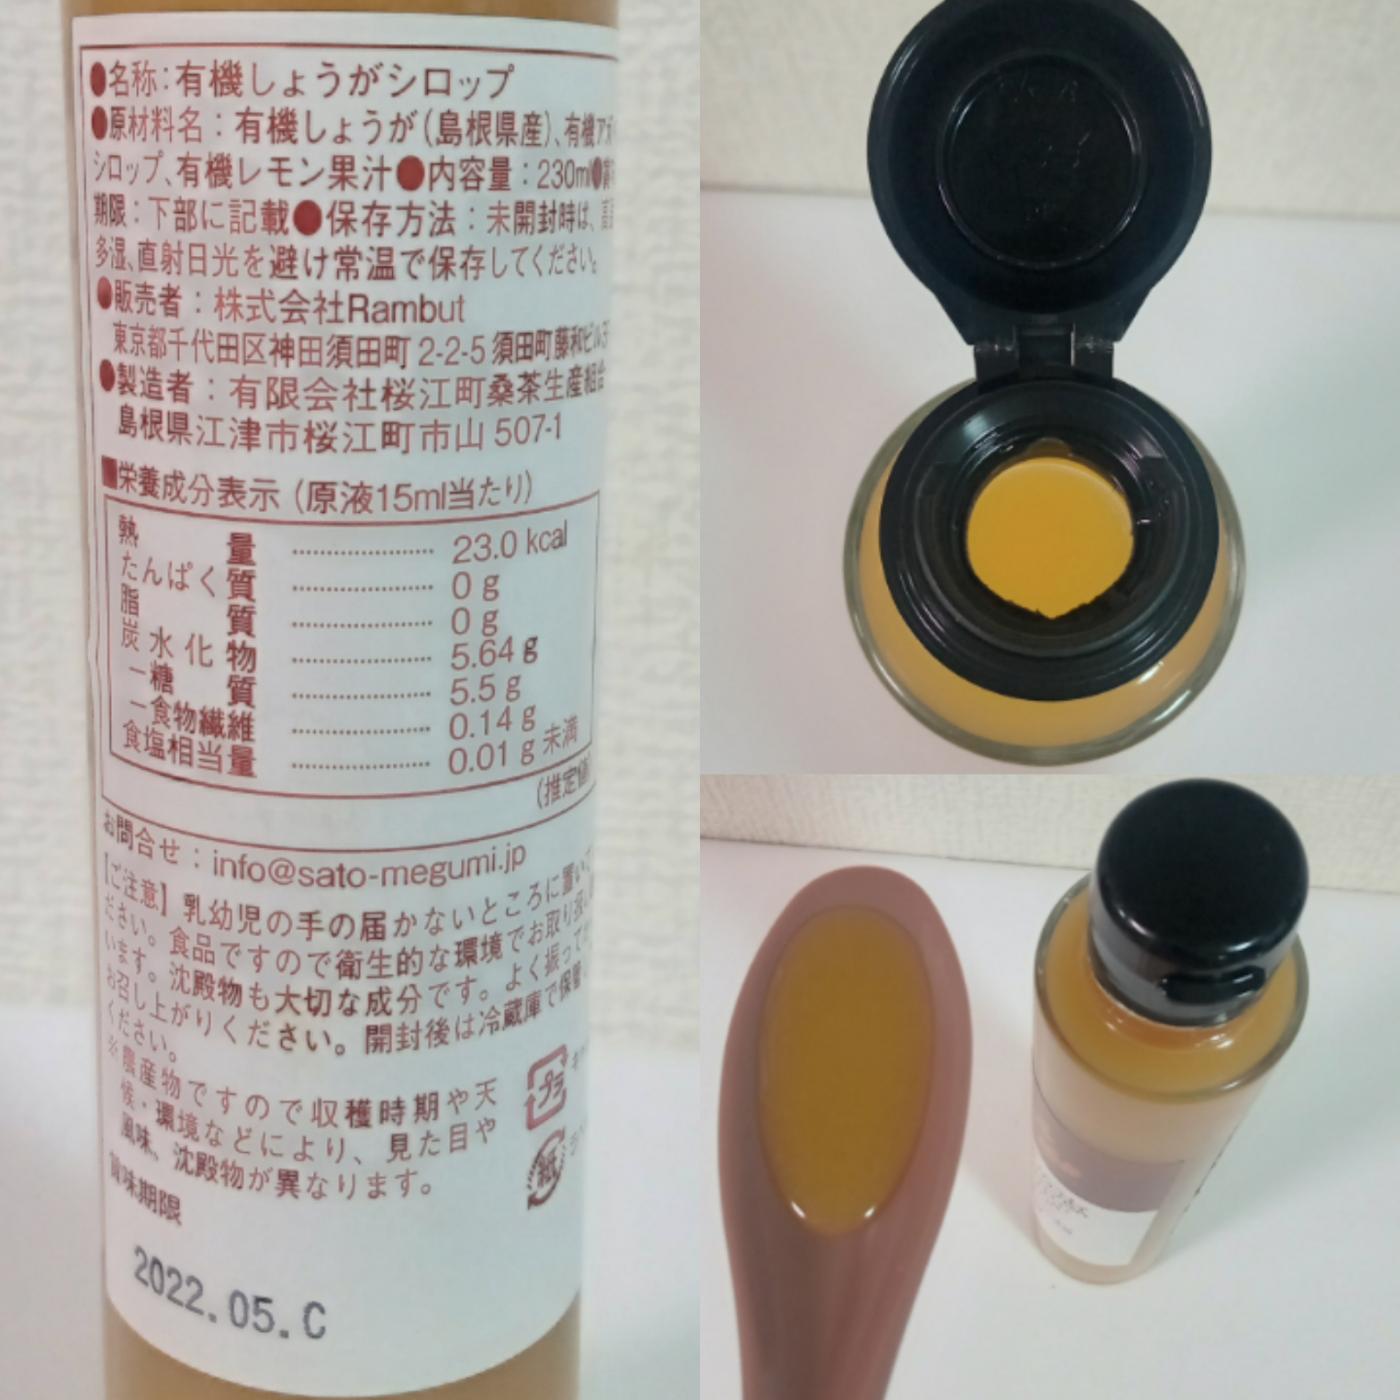 ●名称:有機しょうがシロップ
●原材料名:有機しょうが(島根県産)、有機ア
シロップ、有機レモン果汁●内容量:230ml●賞
期限:下部に記載●保存方法:未開封時は、高
多湿、直射日光を避け常温で保存してください。
●販売者:株式会社Rambut
東京都千代田区神田須田町2-2-5須田町藤和ビル
●製造者:有限会社桜江町桑茶生産組合
島根県江津市桜江町市山507-1
■栄養成分表示(原液15ml当たり)
熱量 23.0 kcal
たんぱく質 0 g
脂質 0 g
炭水化物 5.64 g
-糖質 5.5 g
-食物繊維 0.14 g
食塩相当量 0.01 g 未満
(推定値)
お問合せ:info@sato-megumi.jp
【ご注意】乳幼児の手の届かないところに置い
ださい。食品ですので衛生的な環境でお取り扱い
います。沈殿物も大切な成分です。よく振って
お召し上がりください。開封後は冷蔵庫で保管
ください。
※農産物ですので収穫時期や天
候・環境などにより、見た目や
風味、沈殿物が異なります。
プラ
紙
賞味期限
2022.05.C